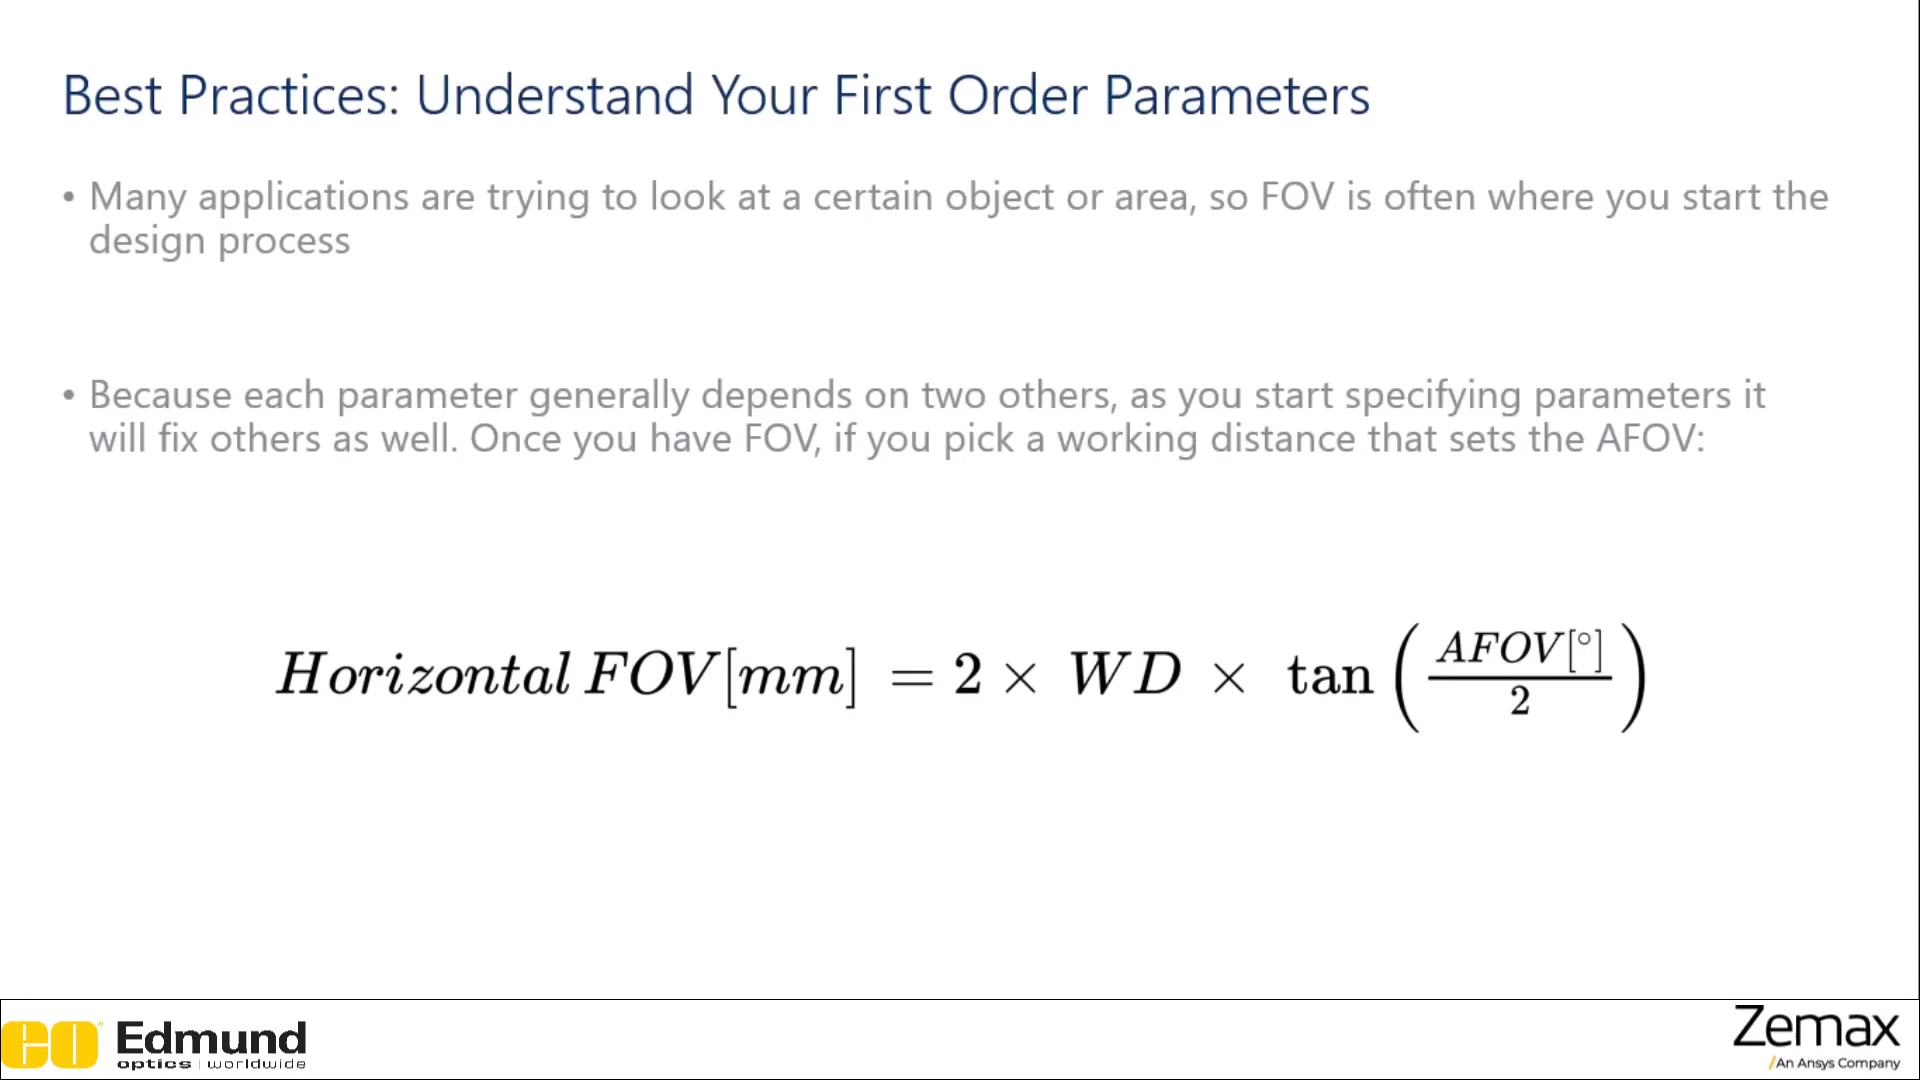 Best Practices: Understand Your First Order Parameters
• Many applications are trying to look at a certain object or area, so FOV is often where you start the
design process
• Because each parameter generally depends on two others, as you start specifying parameters it
will fix others as well. Once you have FOV, if you pick a working distance that sets the AFOV:
Horizontal FOV[mm] = 2 × WD × tan(AFOV[°]/2)
EO Edmund
optics | worldwide
Zemax
/An Ansys Company